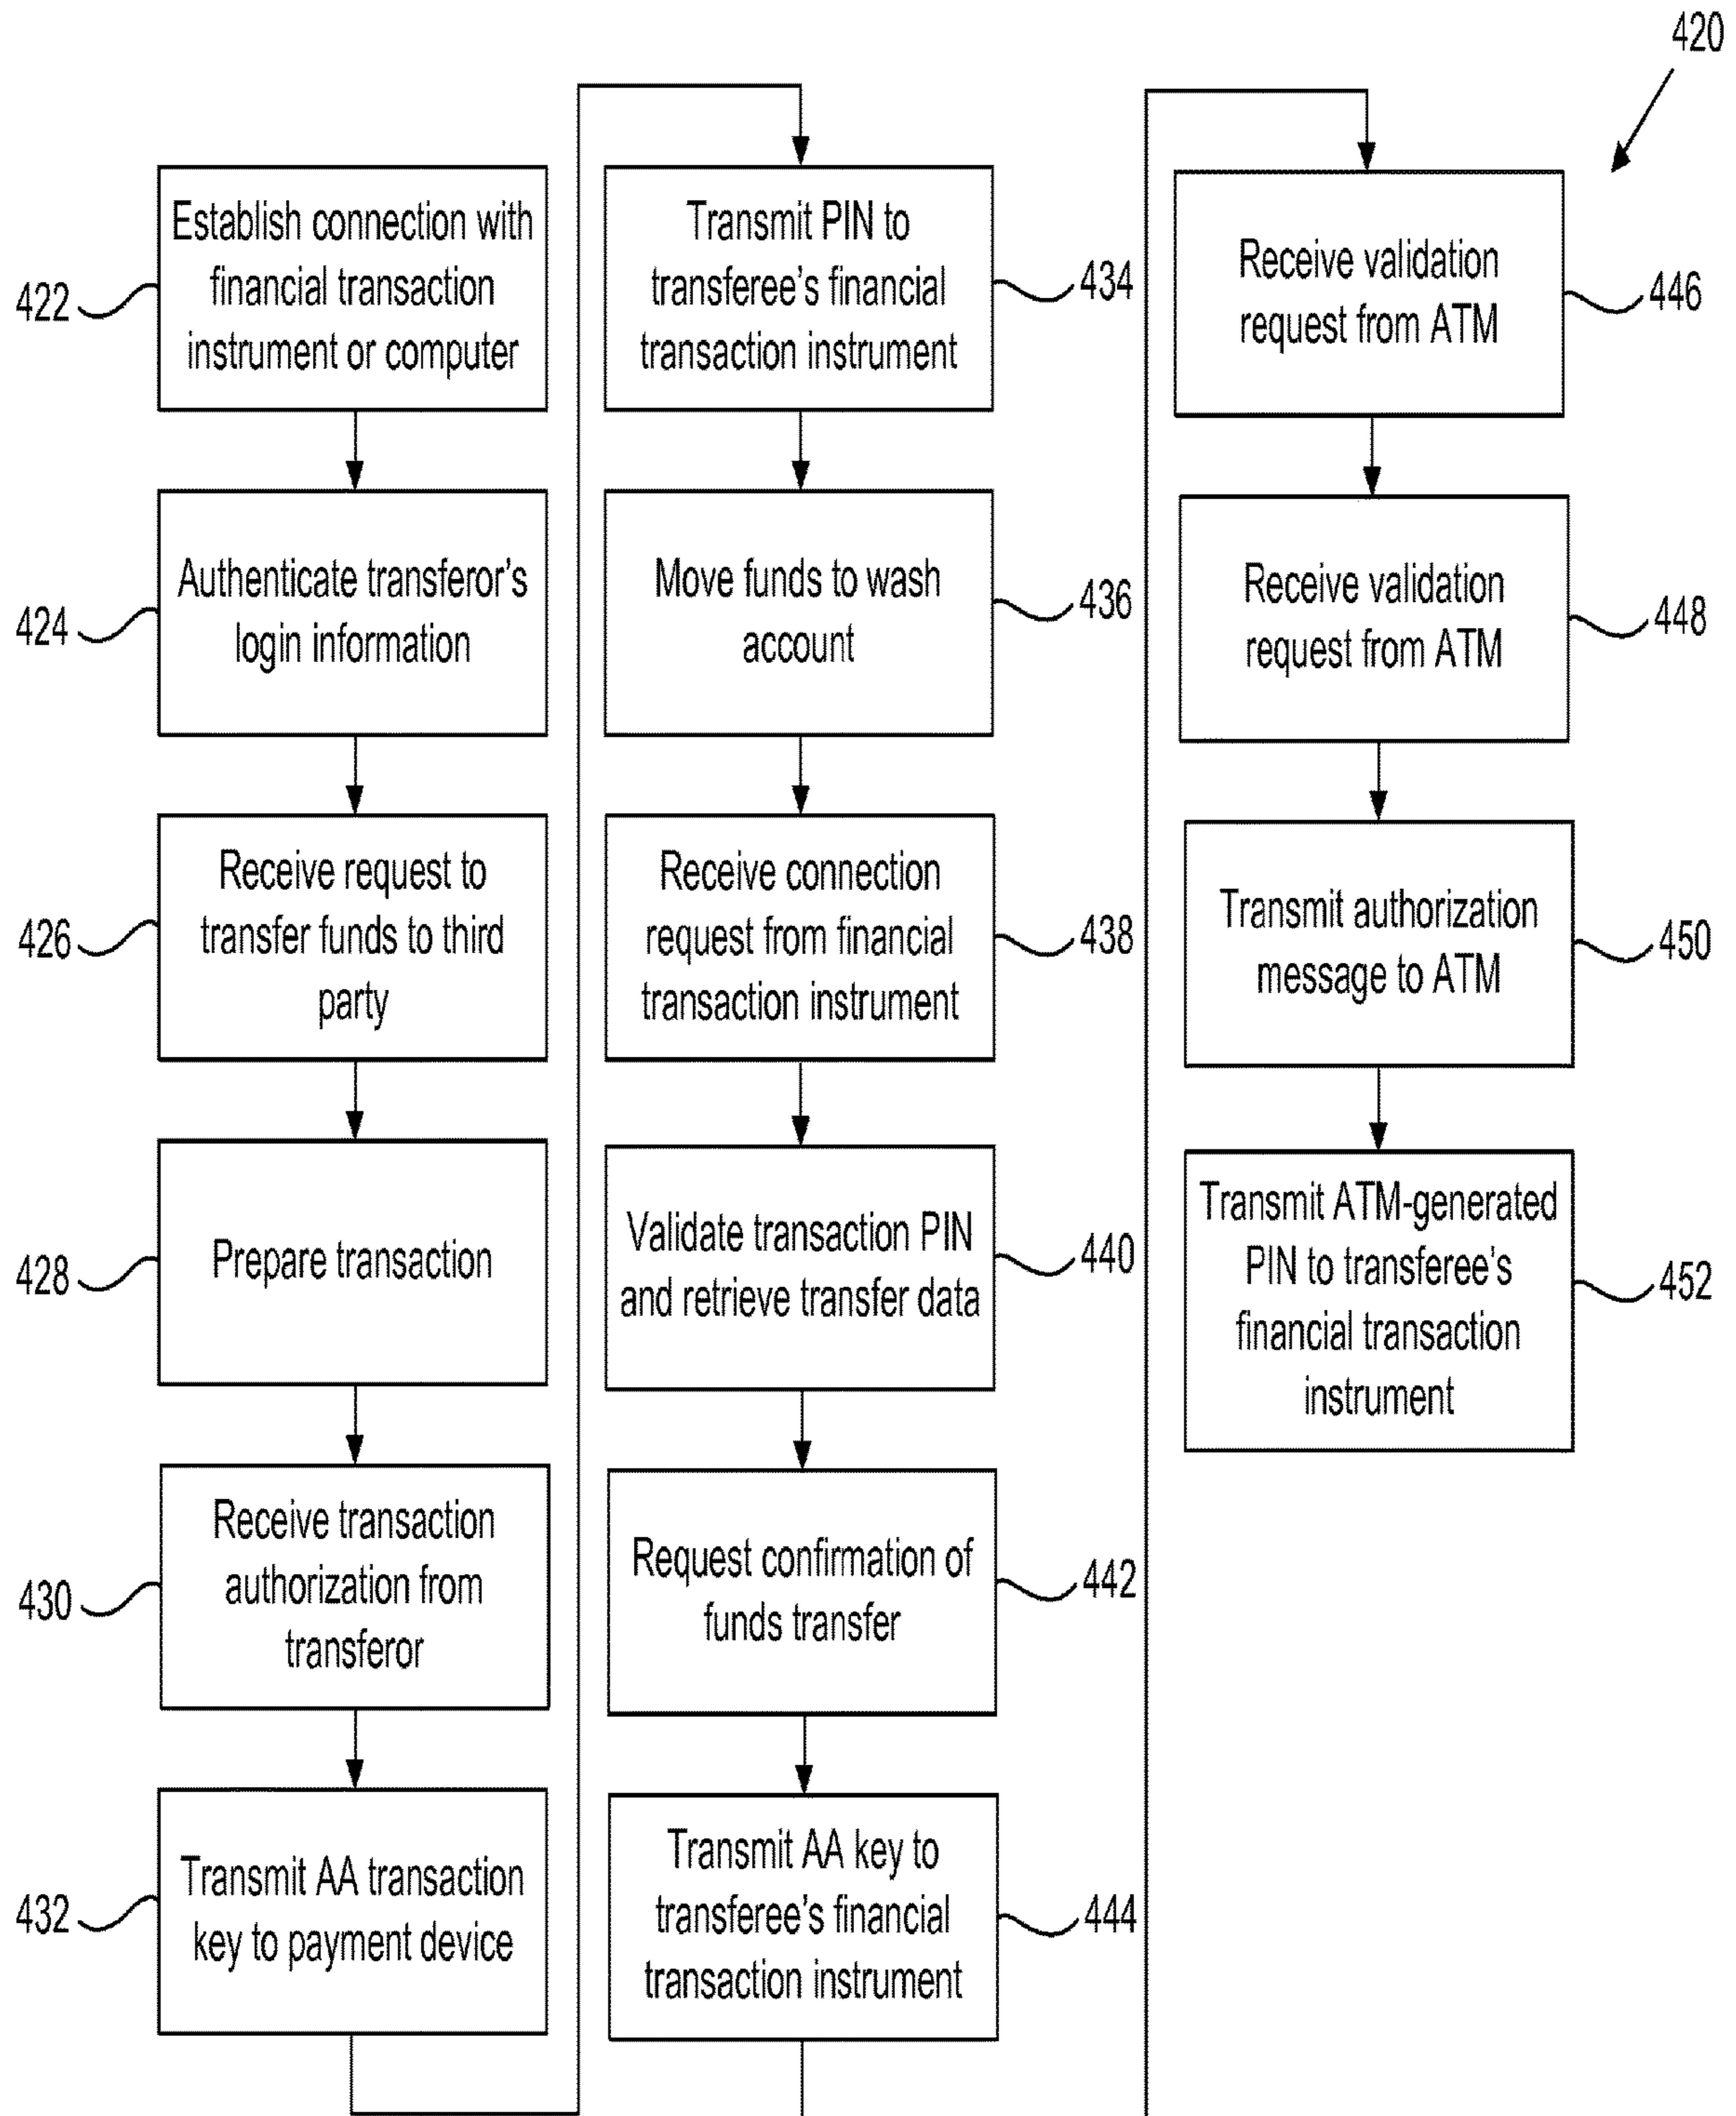 420
Establish connection with
financial transaction
instrument or computer
422
Authenticate transferor's
login information
424
Receive request to
transfer funds to third
party
426
Prepare transaction
428
Receive transaction
authorization from
transferor
430
Transmit AA transaction
key to payment device
432
Transmit PIN to
transferee's financial
transaction instrument
434
Move funds to wash
account
436
Receive connection
request from financial
transaction instrument
438
Validate transaction PIN
and retrieve transfer data
440
Request confirmation of
funds transfer
442
Transmit AA key to
transferee's financial
transaction instrument
444
Receive validation
request from ATM
446
Receive validation
request from ATM
448
Transmit authorization
message to ATM
450
Transmit ATM-generated
PIN to transferee's
financial transaction
instrument
452